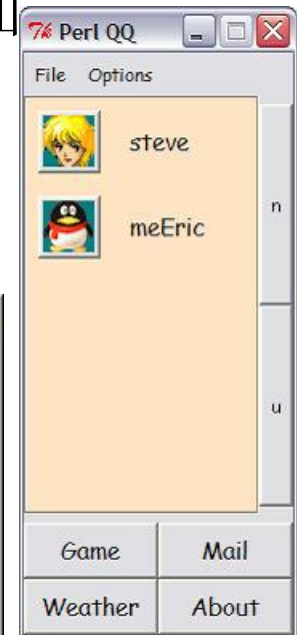 Perl QQ
File Options
steve
meEric
n
u
Game Mail
Weather About